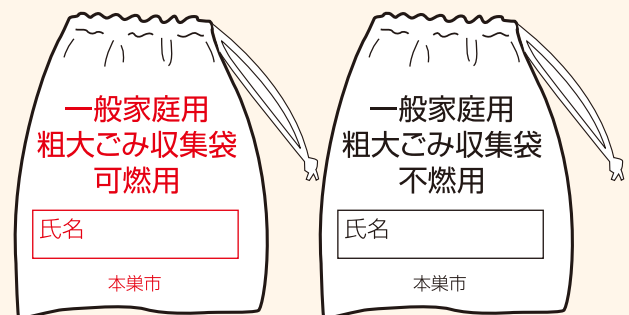 一般家庭用
粗大ごみ収集袋
可燃用
氏名
本巣市
一般家庭用
粗大ごみ収集袋
不燃用
氏名
本巣市